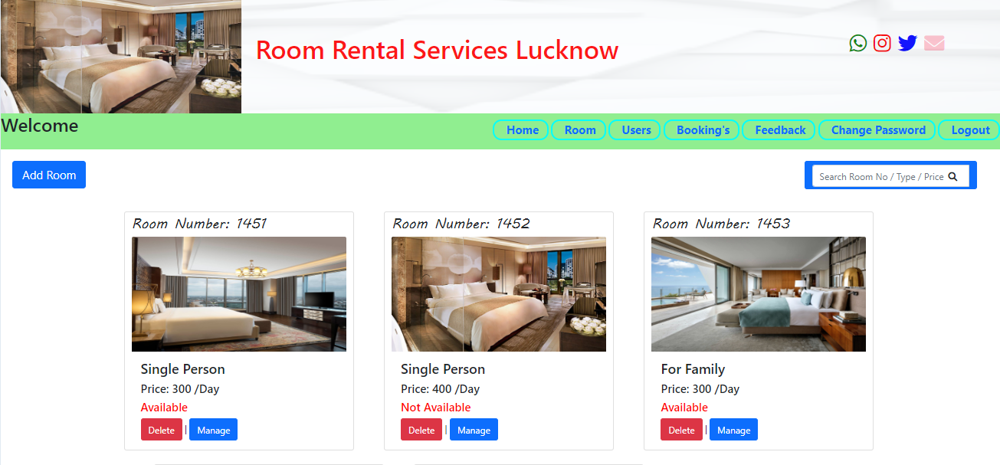 Room Rental Services Lucknow
Welcome
Home Room Users Booking's Feedback Change Password Logout
Add Room
Search Room No / Type / Price
Room Number: 1451
Single Person
Price: 300 /Day
Available
Delete | Manage
Room Number: 1452
Single Person
Price: 400 /Day
Not Available
Delete | Manage
Room Number: 1453
For Family
Price: 300 /Day
Available
Delete | Manage